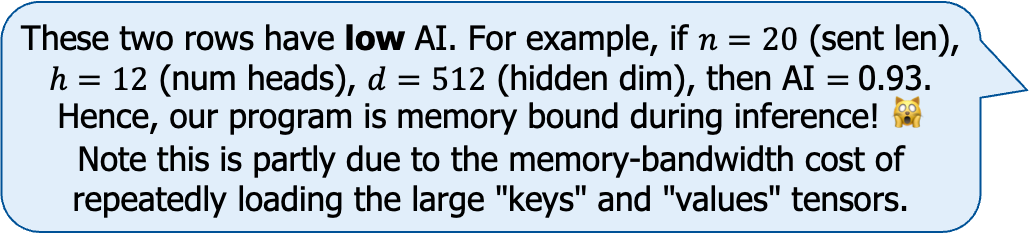 These two rows have low AI. For example, if n = 20 (sent len),
h = 12 (num heads), d = 512 (hidden dim), then AI = 0.93.
Hence, our program is memory bound during inference! 🙀
Note this is partly due to the memory-bandwidth cost of
repeatedly loading the large "keys" and "values" tensors.